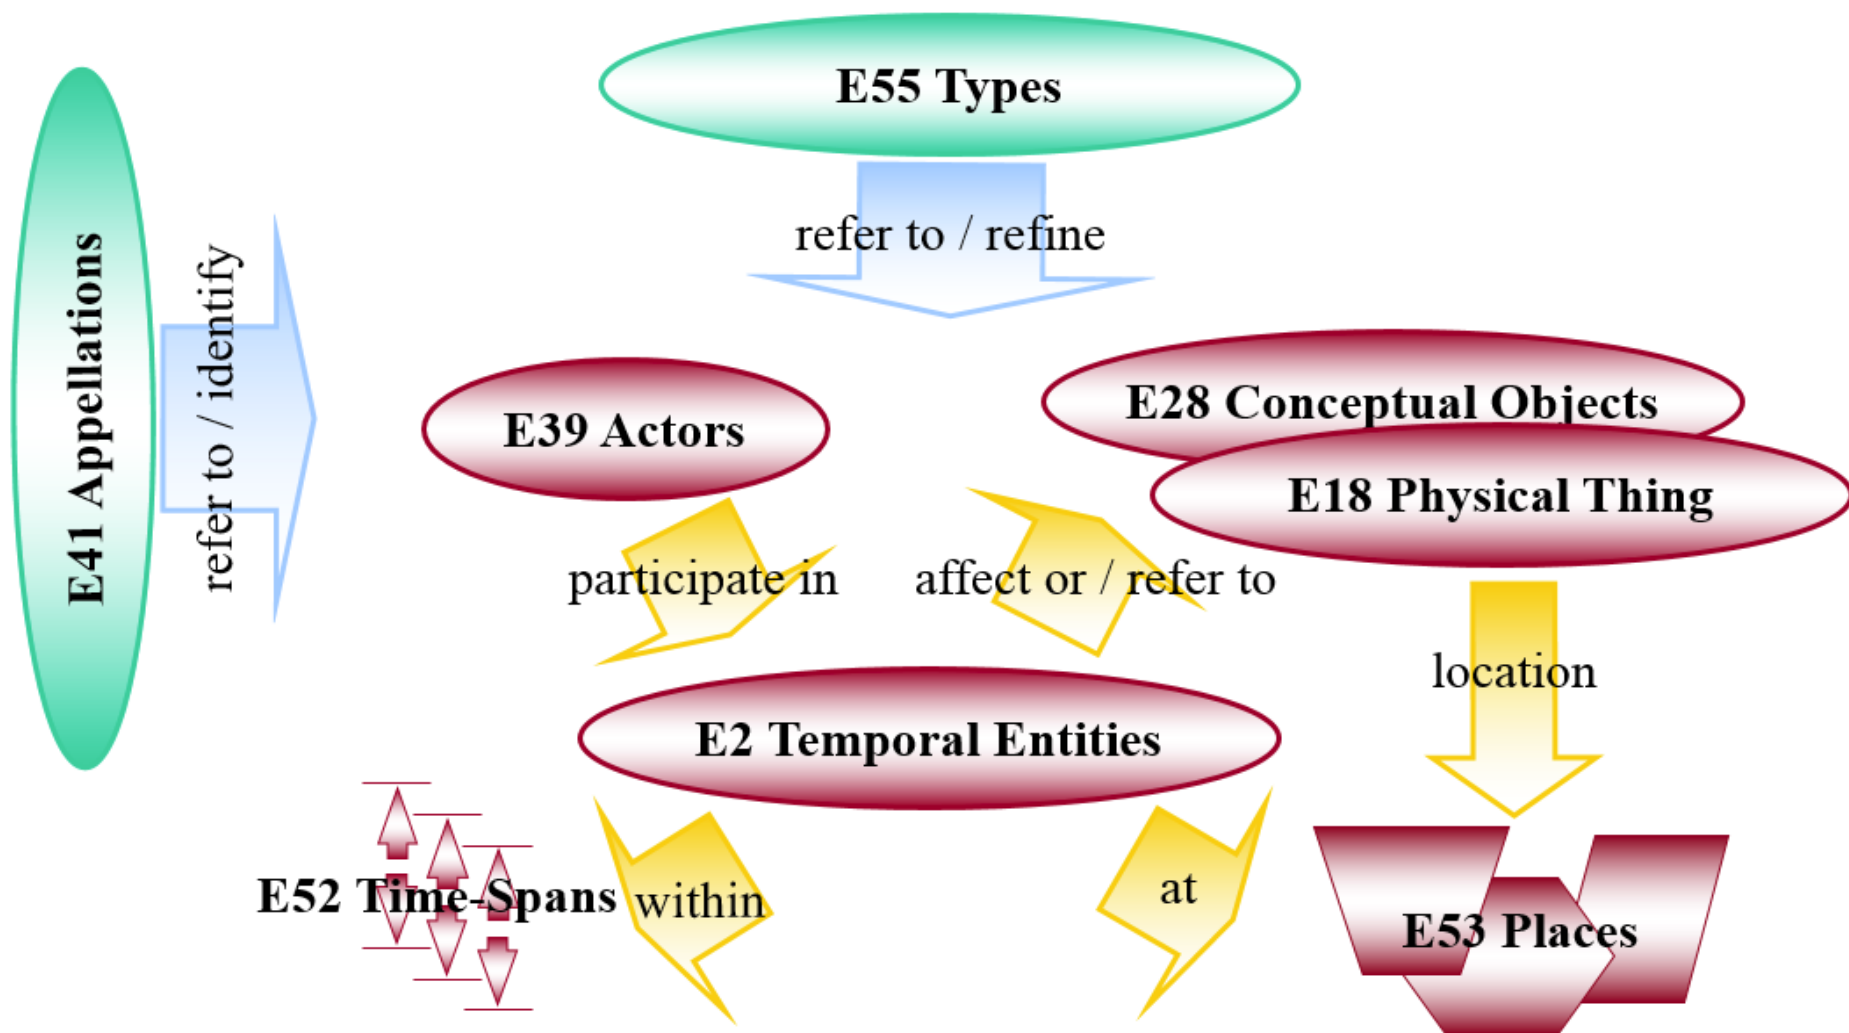 E55 Types
refer to / refine
E41 Appellations
refer to / identify
E39 Actors
E28 Conceptual Objects
E18 Physical Thing
participate in
affect or / refer to
location
E2 Temporal Entities
E52 Time-Spans
within
at
E53 Places